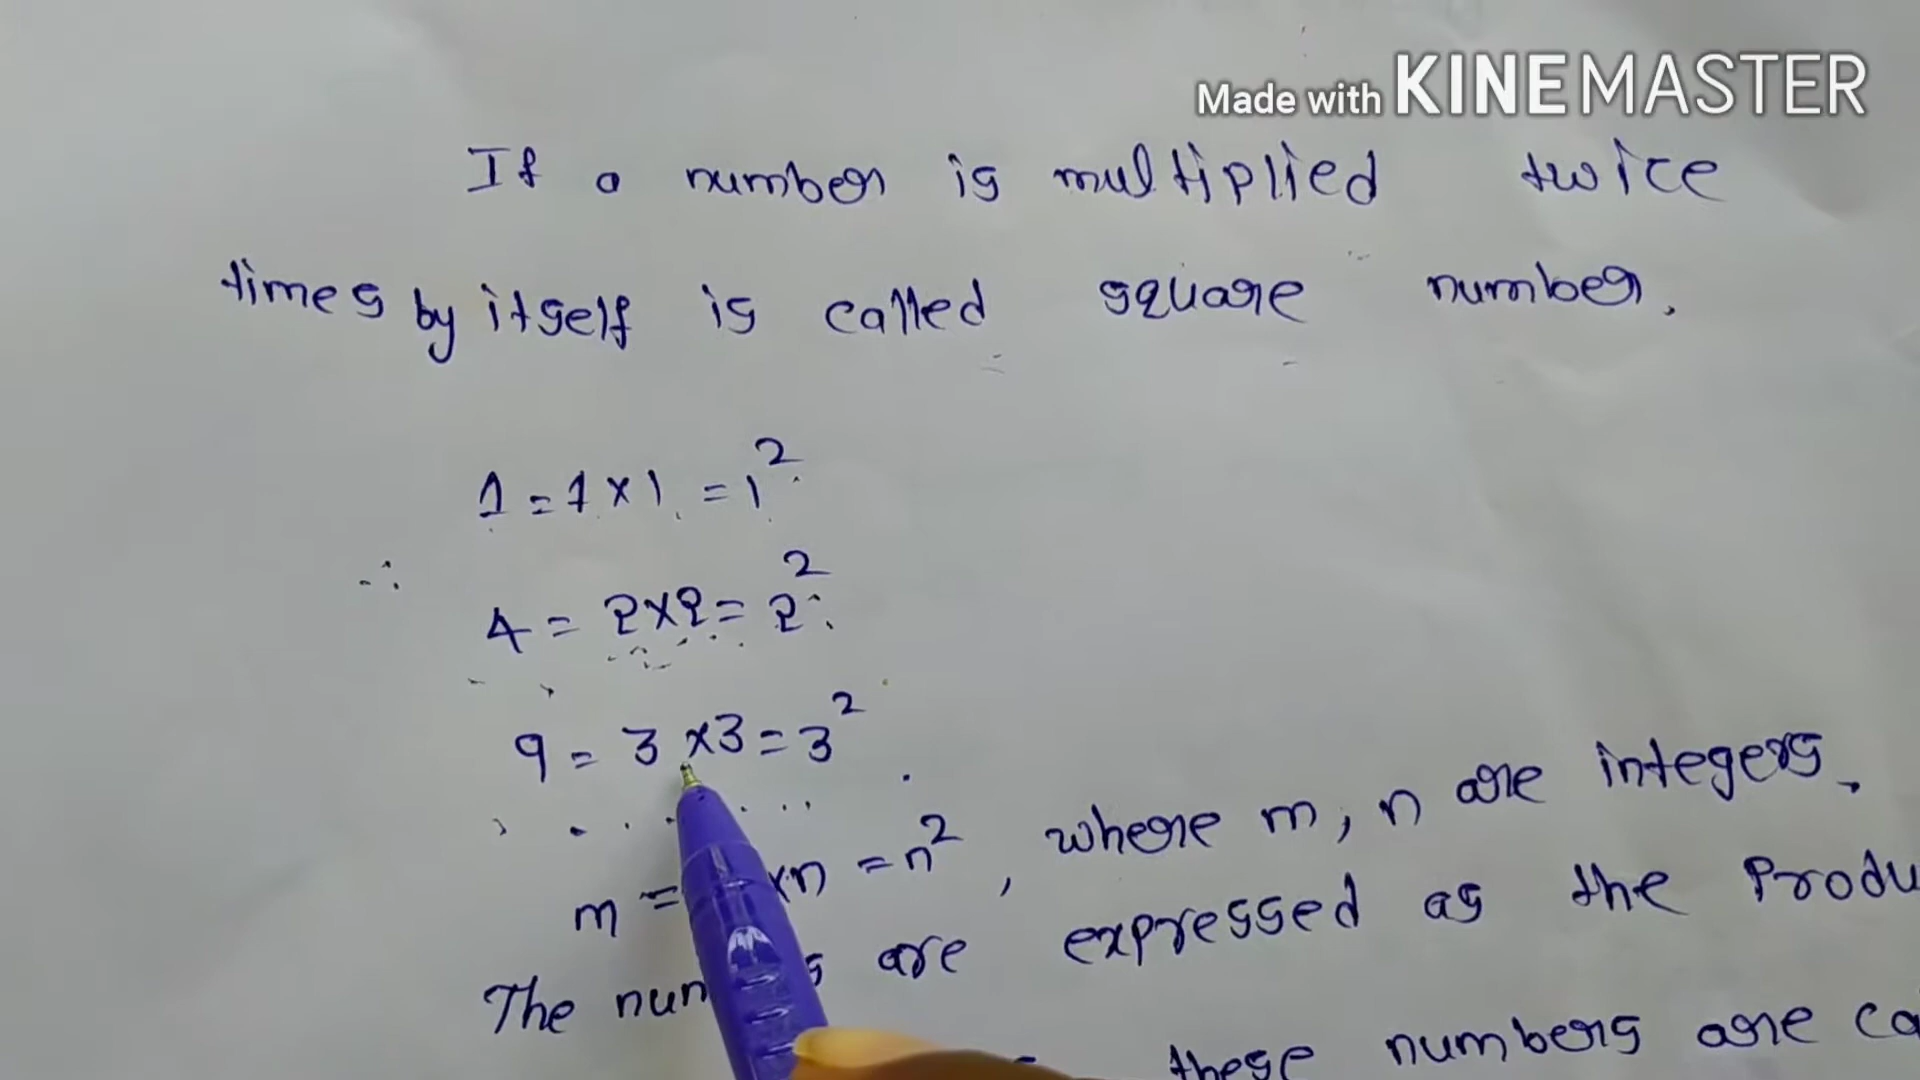 Made with KINEMASTER
If a number is multiplied twice
times by itself is called square number.
1 = 1 × 1 = 1²
∴
4 = 2×2 = 2²
9 = 3×3 = 3²
m = ×n = n², where m, n are integers.
The are expressed as the Produ
these numbers are ca